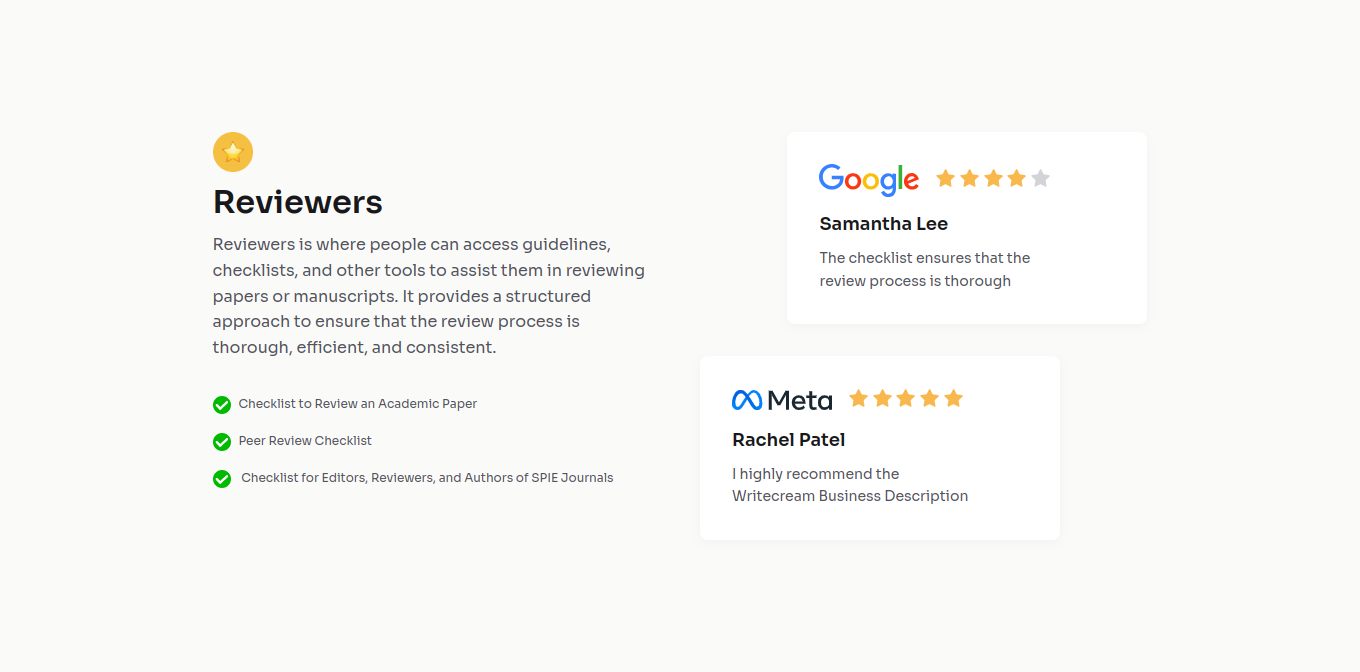 Reviewers
Reviewers is where people can access guidelines,
checklists, and other tools to assist them in reviewing
papers or manuscripts. It provides a structured
approach to ensure that the review process is
thorough, efficient, and consistent.
Checklist to Review an Academic Paper
Peer Review Checklist
Checklist for Editors, Reviewers, and Authors of SPIE Journals
Google
Samantha Lee
The checklist ensures that the
review process is thorough
Meta
Rachel Patel
I highly recommend the
Writecream Business Description